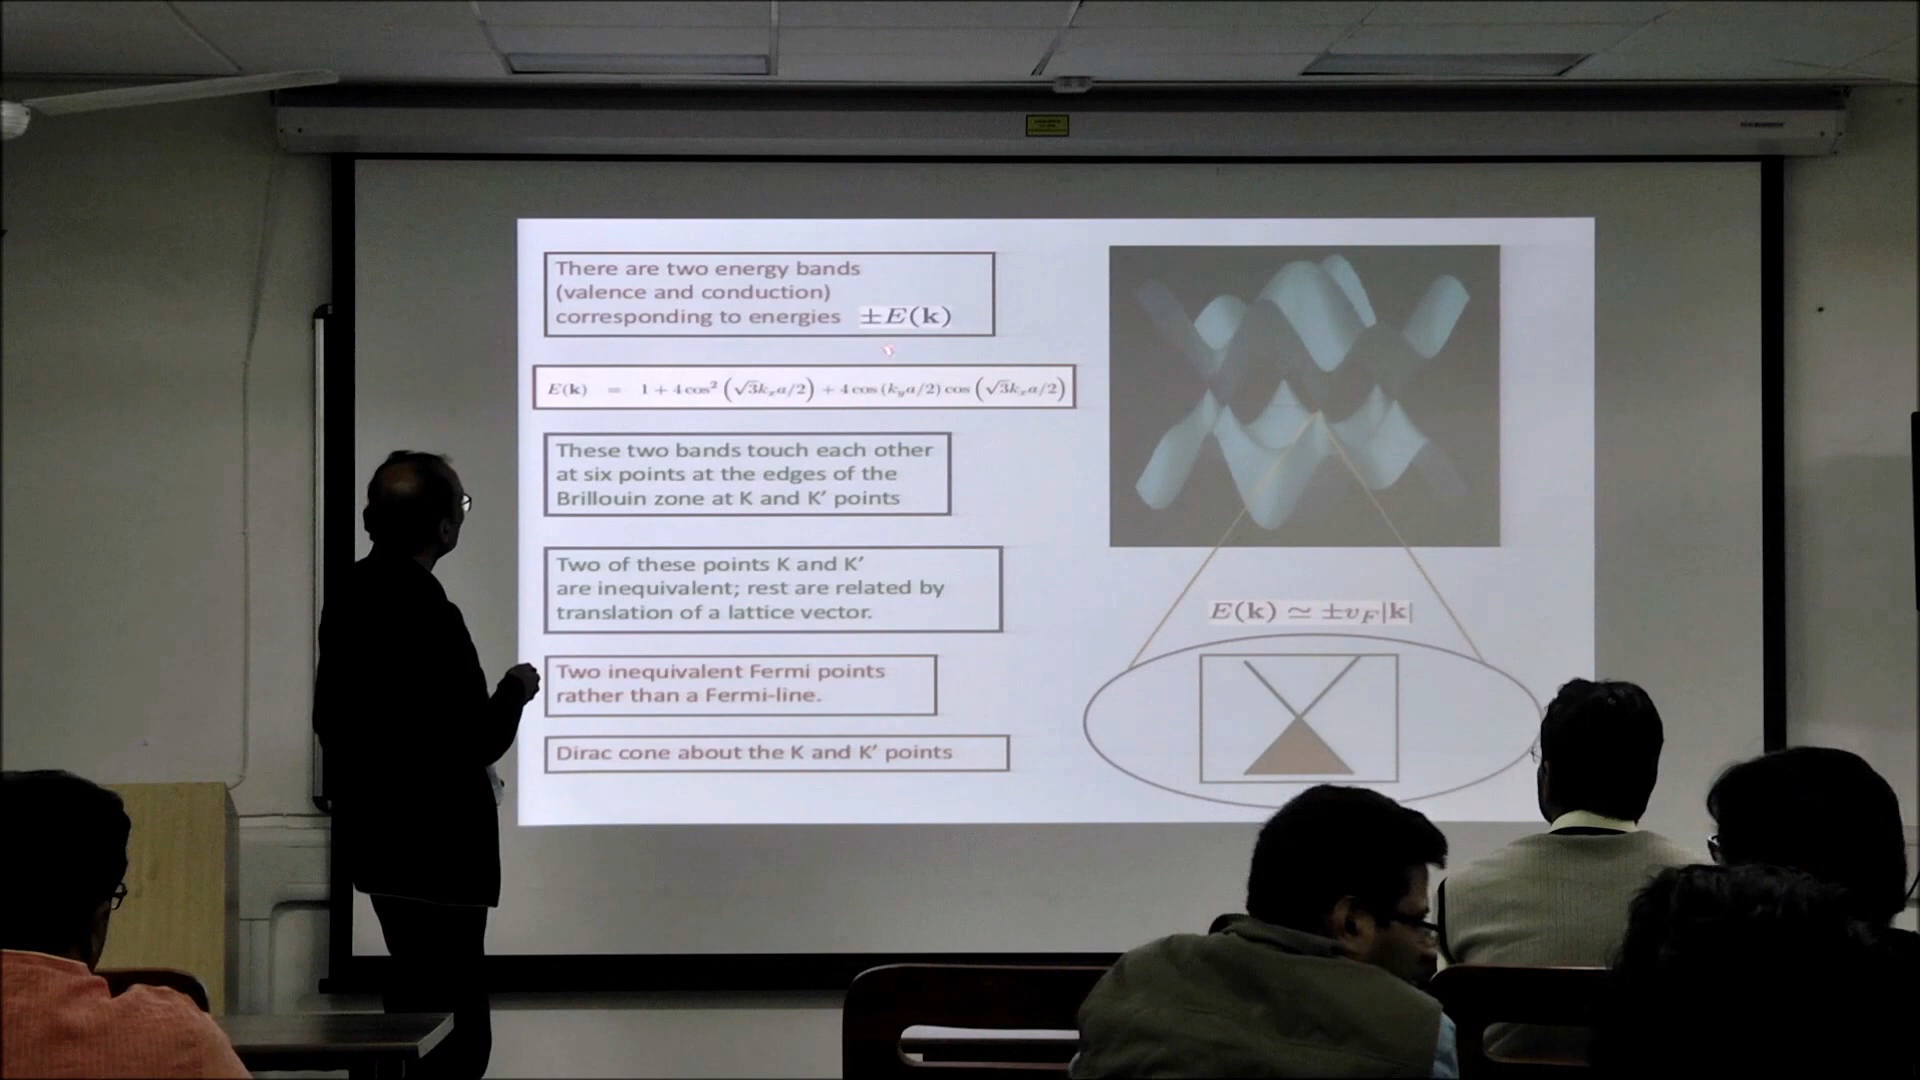 There are two energy bands
(valence and conduction)
corresponding to energies ±E(k)
E(k) = 1 + 4 cos² (√3kₓa/2) + 4 cos (k_y a/2) cos (√3kₓa/2)
These two bands touch each other
at six points at the edges of the
Brillouin zone at K and K’ points
Two of these points K and K’
are inequivalent; rest are related by
translation of a lattice vector.
Two inequivalent Fermi points
rather than a Fermi-line.
Dirac cone about the K and K’ points
E(k) ≃ ±v_F|k|